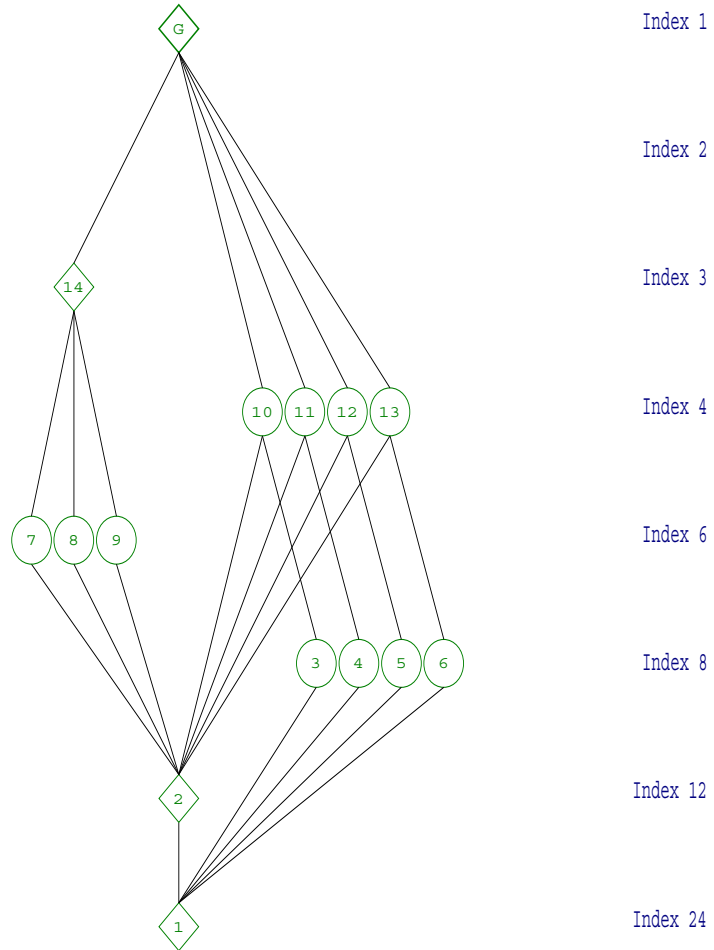 G Index 1
Index 2
14 Index 3
10 11 12 13 Index 4
7 8 9 Index 6
3 4 5 6 Index 8
2 Index 12
1 Index 24